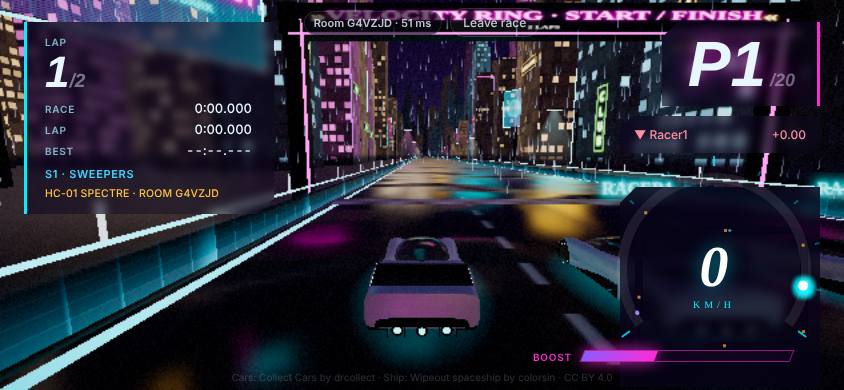 VELOCITY RING · START / FINISH «
Room G4VZJD · 51 ms
Leave race
LAPS
LAP
1/2
RACE 0:00.000
LAP 0:00.000
BEST --:--.---
S1 · SWEEPERS
HC-01 SPECTRE · ROOM G4VZJD
P1/20
▼ Racer1 +0.00
0
KM/H
BOOST
Cars: Collect Cars by drcollect · Ship: Wipeout spaceship by colorsin · CC BY 4.0